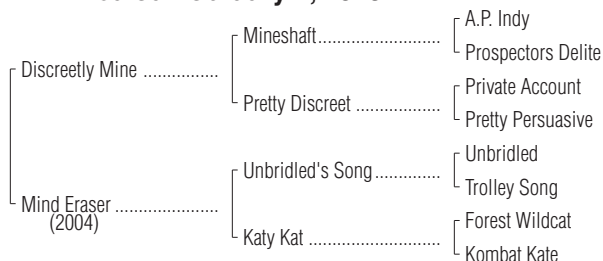 A.P. Indy
Mineshaft
Prospectors Delite
Discreetly Mine
Private Account
Pretty Discreet
Pretty Persuasive
Unbridled
Unbridled's Song
Trolley Song
Mind Eraser
(2004)
Forest Wildcat
Katy Kat
Kombat Kate